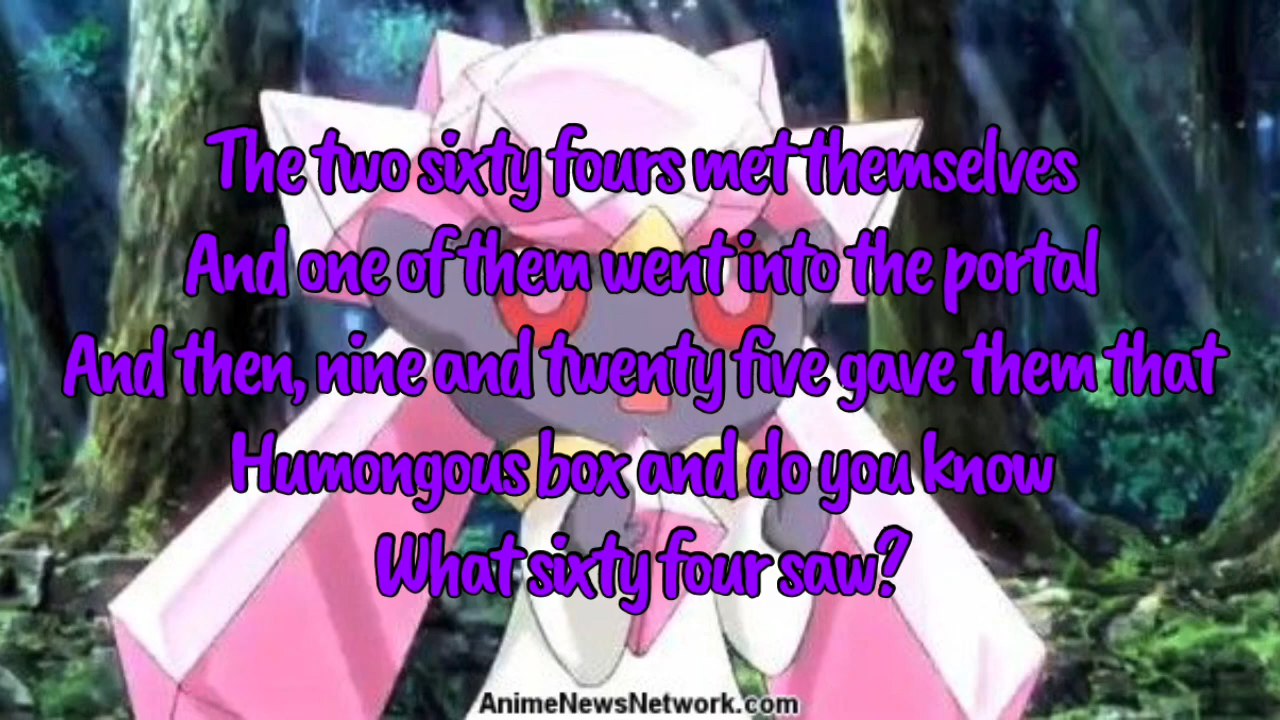 The two sixty fours met themselves
And one of them went into the portal
And then, nine and twenty five gave them that
Humongous box and do you know
What sixty four saw?
AnimeNewsNetwork.com